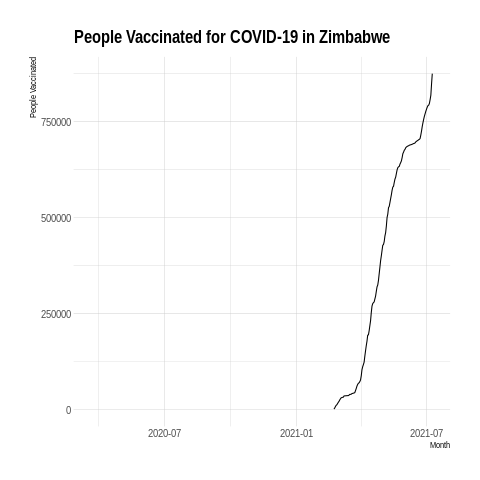 People Vaccinated for COVID-19 in Zimbabwe
People Vaccinated
750000
500000
250000
0
2020-07
2021-01
2021-07
Month